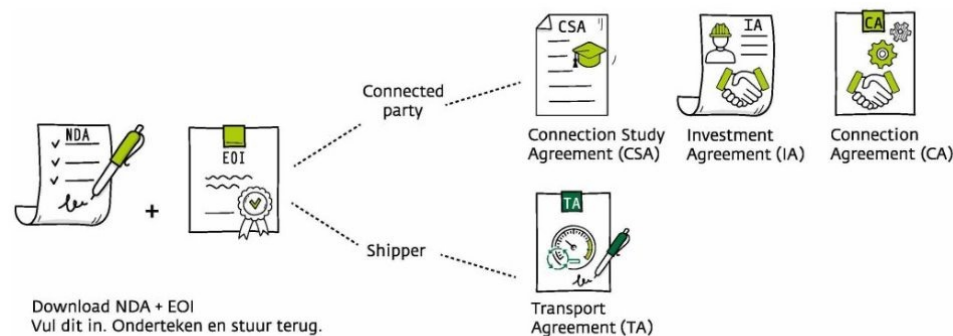 NDA
+
EOI
Connected
party
Shipper
CSA
Connection Study
Agreement (CSA)
IA
Investment
Agreement (IA)
CA
Connection
Agreement (CA)
TA
Transport
Agreement (TA)
Download NDA + EOI
Vul dit in. Onderteken en stuur terug.